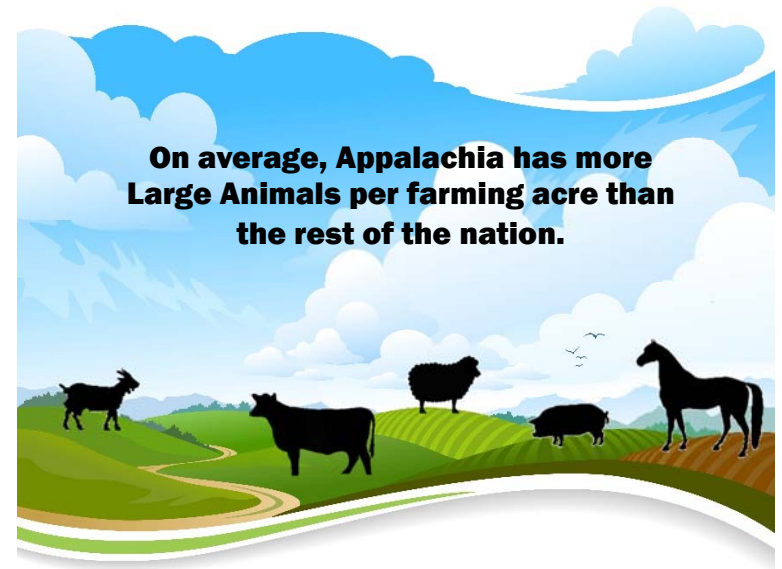 On average, Appalachia has more
Large Animals per farming acre than
the rest of the nation.